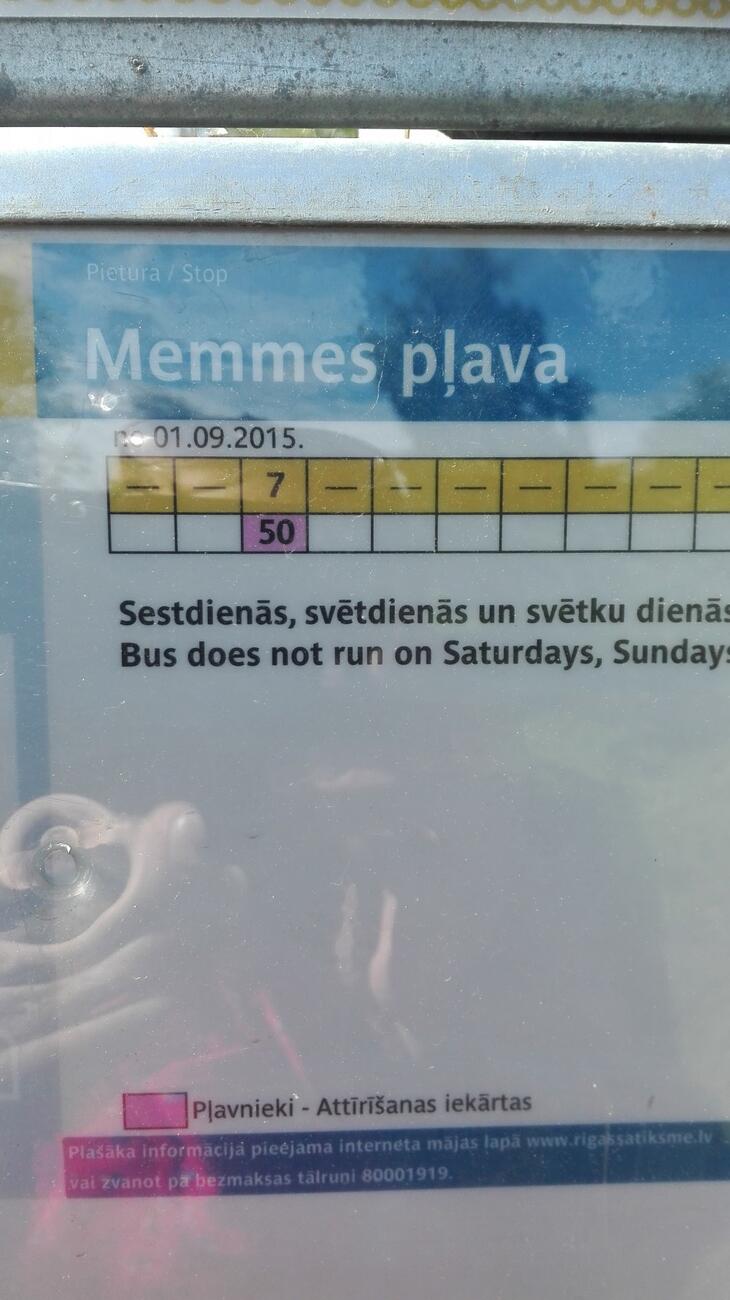 Pietura / Stop
Memmes pļava
no 01.09.2015.
— — 7 — — — — — — —
50
Sestdienās, svētdienās un svētku dienās
Bus does not run on Saturdays, Sundays
Pļavnieki - Attīrīšanas iekārtas
Plašāka informācija pieejama interneta mājas lapā www.rigassatiksme.lv
vai zvanot pa bezmaksas tālruni 80001919.